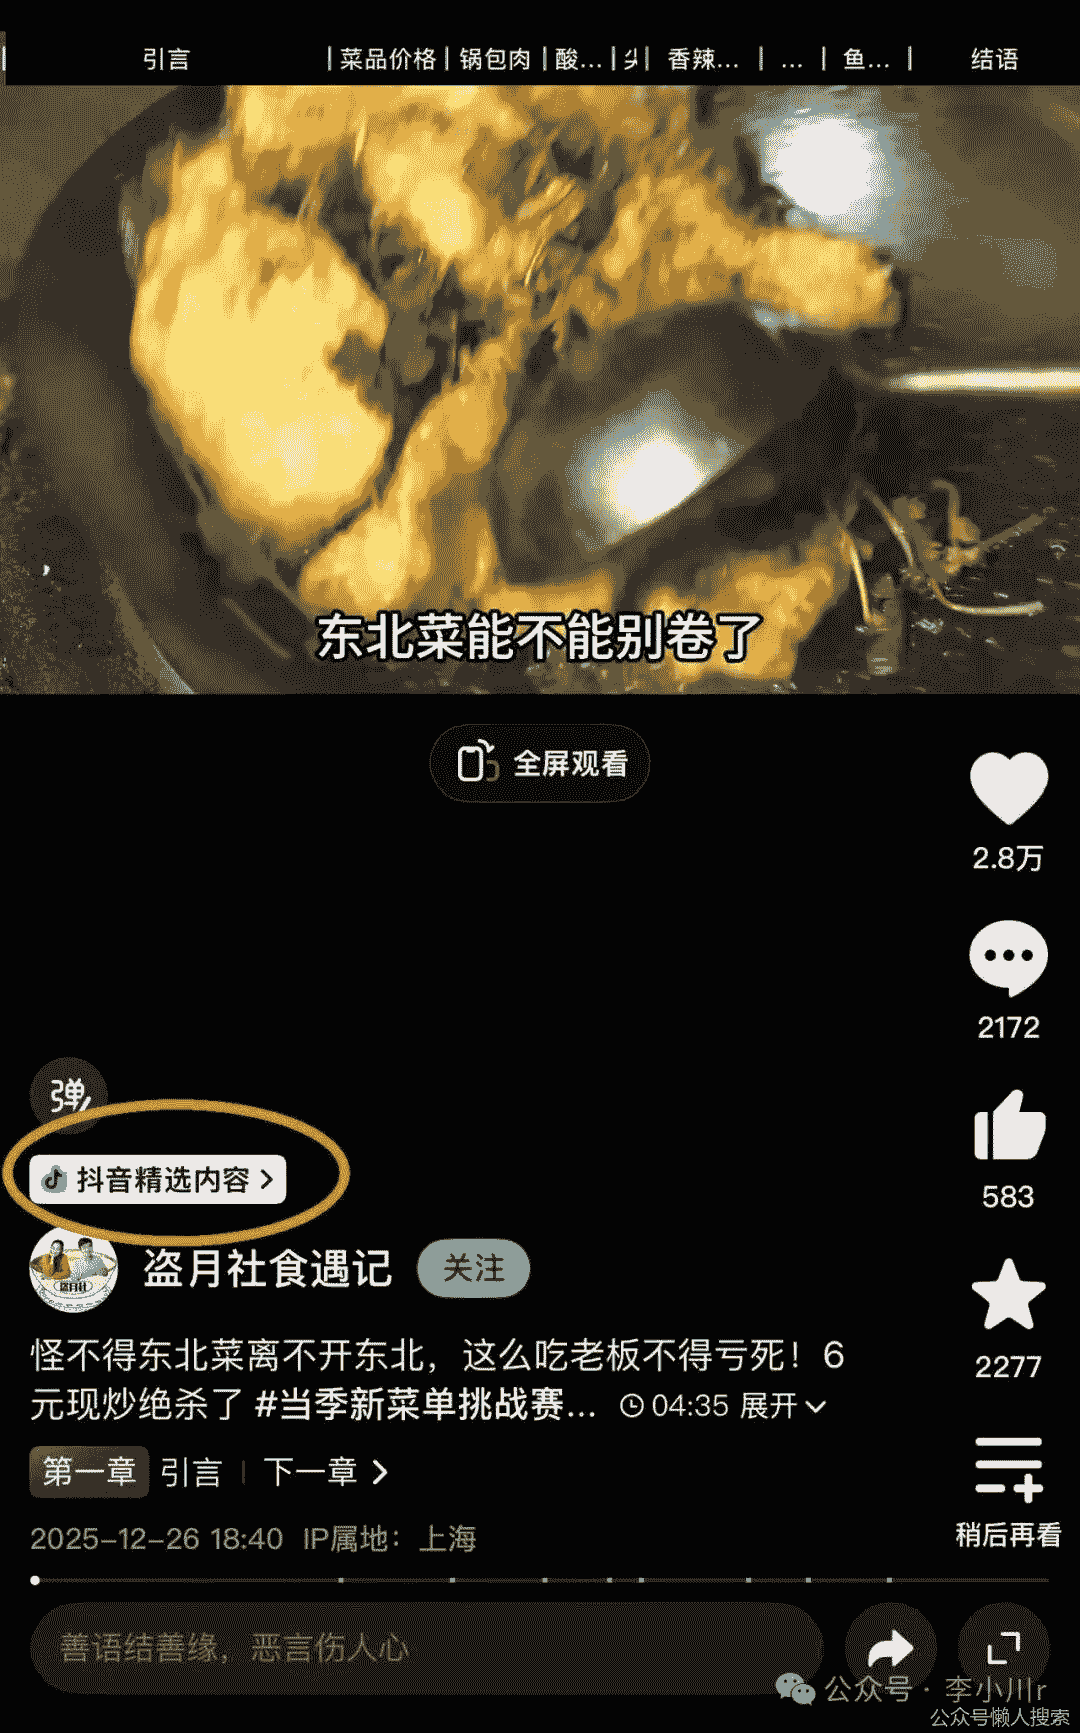 引言 | 菜品价格 | 锅包肉 | 酸... | 尖 | 香辣... | ... | 鱼... | 结语
东北菜能不能别卷了
全屏观看
2.8万
2172
弹
583
抖音精选内容 >
盗月社食遇记 关注
怪不得东北菜离不开东北，这么吃老板不得亏死！6
元现炒绝杀了 #当季新菜单挑战赛... 04:35 展开
2277
第一章 引言 | 下一章 >
2025-12-26 18:40 IP属地：上海
稍后再看
善语结善缘，恶言伤人心
公众号 · 李小川r
公众号懒人搜索